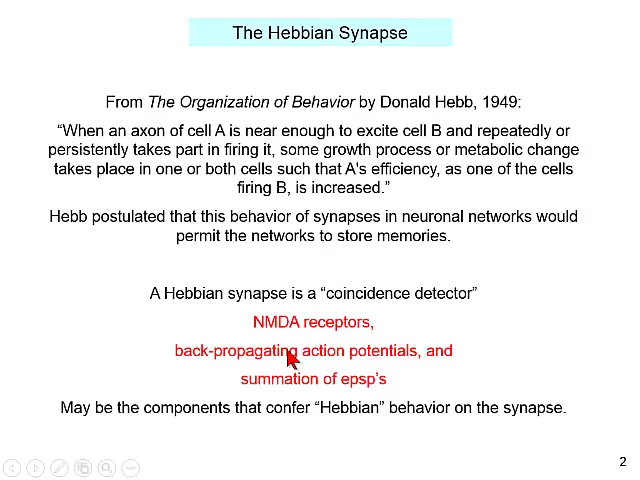 The Hebbian Synapse
From The Organization of Behavior by Donald Hebb, 1949:
“When an axon of cell A is near enough to excite cell B and repeatedly or
persistently takes part in firing it, some growth process or metabolic change
takes place in one or both cells such that A's efficiency, as one of the cells
firing B, is increased.”
Hebb postulated that this behavior of synapses in neuronal networks would
permit the networks to store memories.
A Hebbian synapse is a “coincidence detector”
NMDA receptors,
back-propagating action potentials, and
summation of epsp’s
May be the components that confer “Hebbian” behavior on the synapse.
2